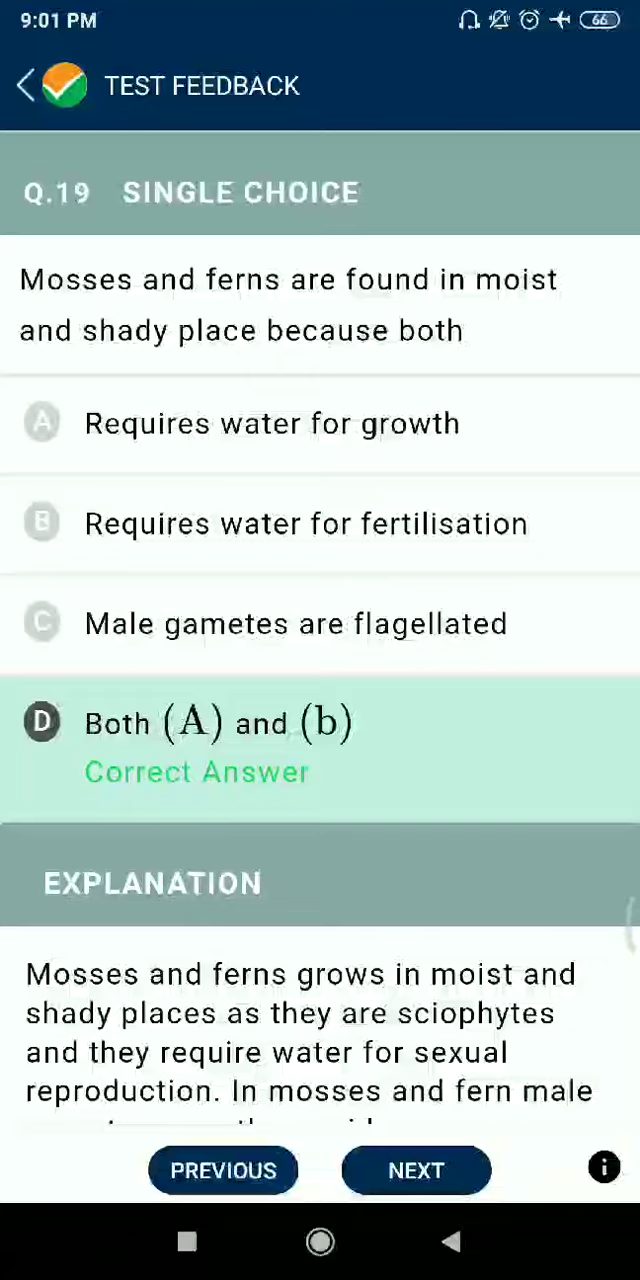 9:01 PM
66
TEST FEEDBACK
Q.19 SINGLE CHOICE
Mosses and ferns are found in moist
and shady place because both
A Requires water for growth
B Requires water for fertilisation
C Male gametes are flagellated
D Both (A) and (b)
Correct Answer
EXPLANATION
Mosses and ferns grows in moist and
shady places as they are sciophytes
and they require water for sexual
reproduction. In mosses and fern male
PREVIOUS NEXT